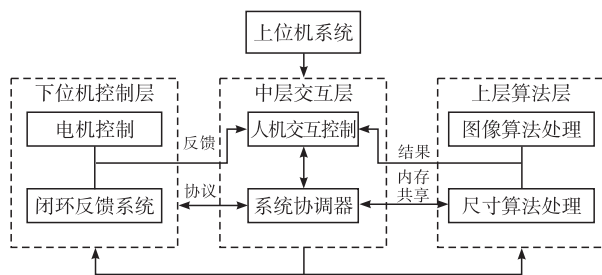 上位机系统
下位机控制层
中层交互层
上层算法层
电机控制
反馈
人机交互控制
结果
图像算法处理
闭环反馈系统
协议
系统协调器
内存
共享
尺寸算法处理